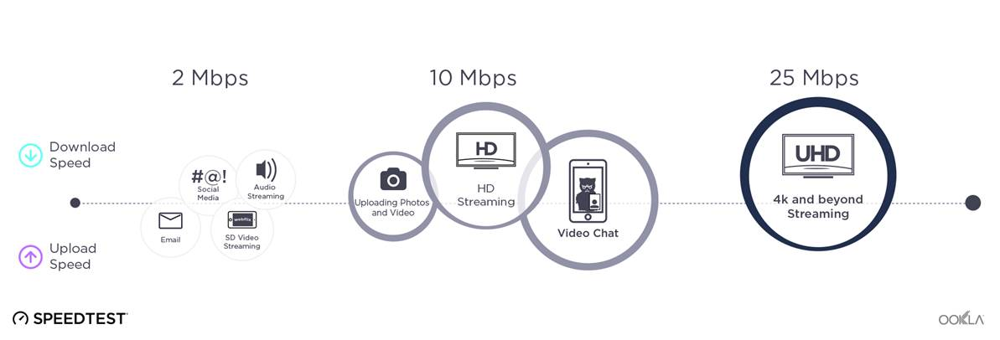 2 Mbps
10 Mbps
25 Mbps
Download
Speed
Upload
Speed
#@!
Social
Media
Audio
Streaming
Email
webflix
SD Video
Streaming
Uploading Photos
and Video
HD
HD
Streaming
Video Chat
UHD
4k and beyond
Streaming
SPEEDTEST
OOKLA